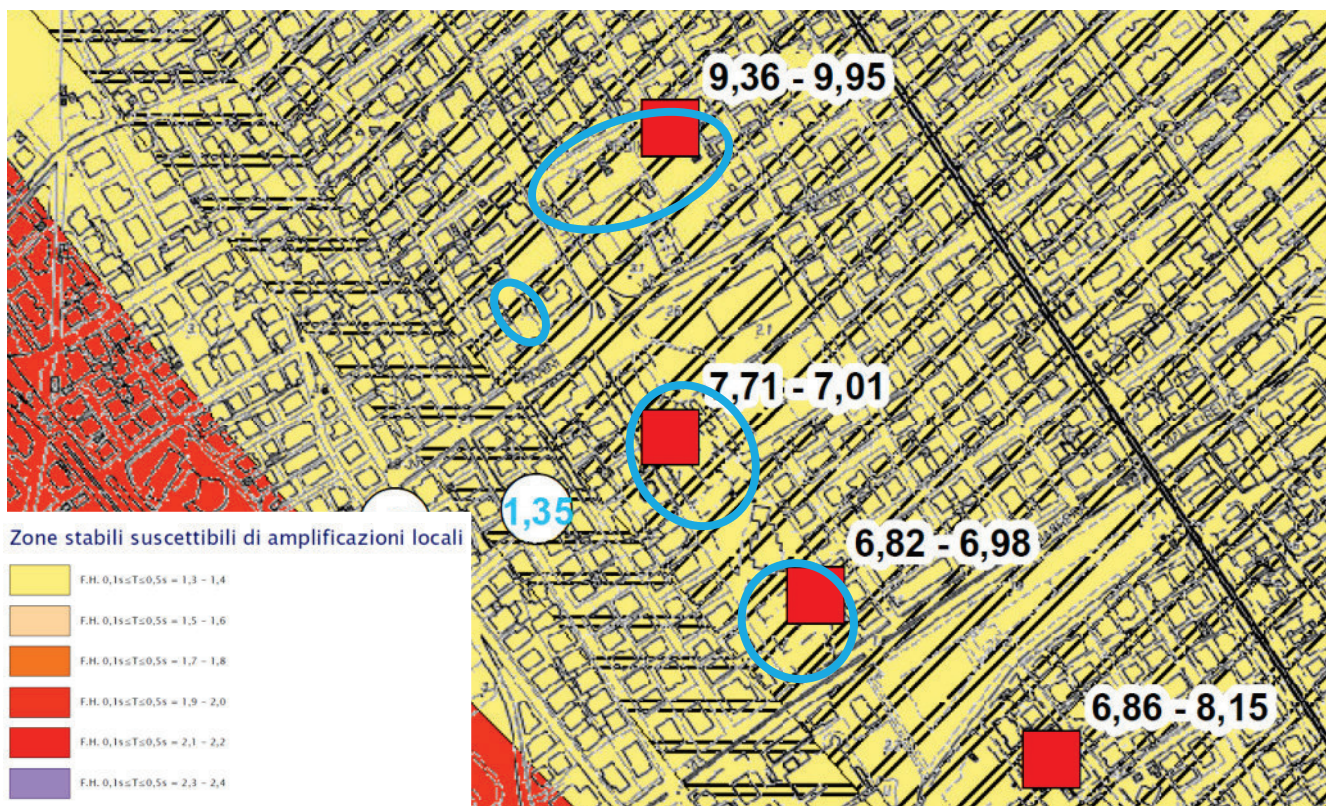 9,36 - 9,95
7,71 - 7,01
1,35
6,82 - 6,98
6,86 - 8,15
Zone stabili suscettibili di amplificazioni locali
F.H. 0,1s≤T≤0,5s = 1,3 - 1,4
F.H. 0,1s≤T≤0,5s = 1,5 - 1,6
F.H. 0,1s≤T≤0,5s = 1,7 - 1,8
F.H. 0,1s≤T≤0,5s = 1,9 - 2,0
F.H. 0,1s≤T≤0,5s = 2,1 - 2,2
F.H. 0,1s≤T≤0,5s = 2,3 - 2,4